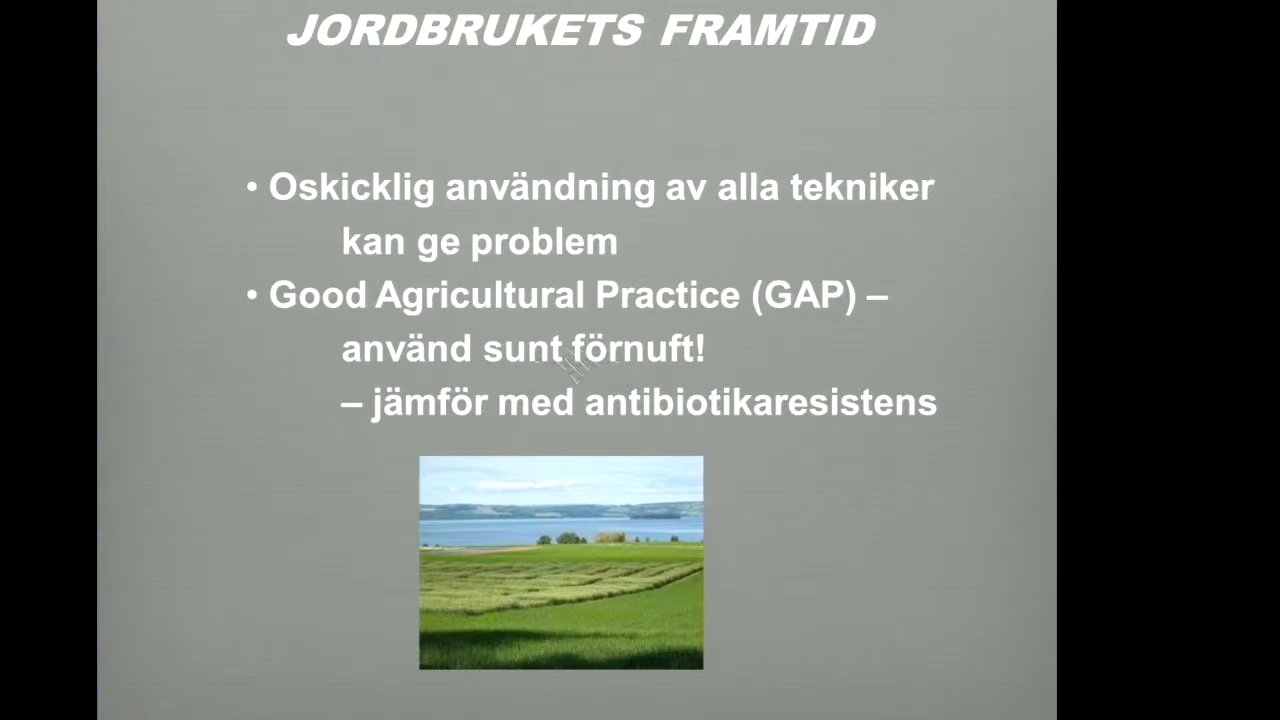 JORDBRUKETS FRAMTID
• Oskicklig användning av alla tekniker
kan ge problem
• Good Agricultural Practice (GAP) –
använd sunt förnuft!
– jämför med antibiotikaresistens